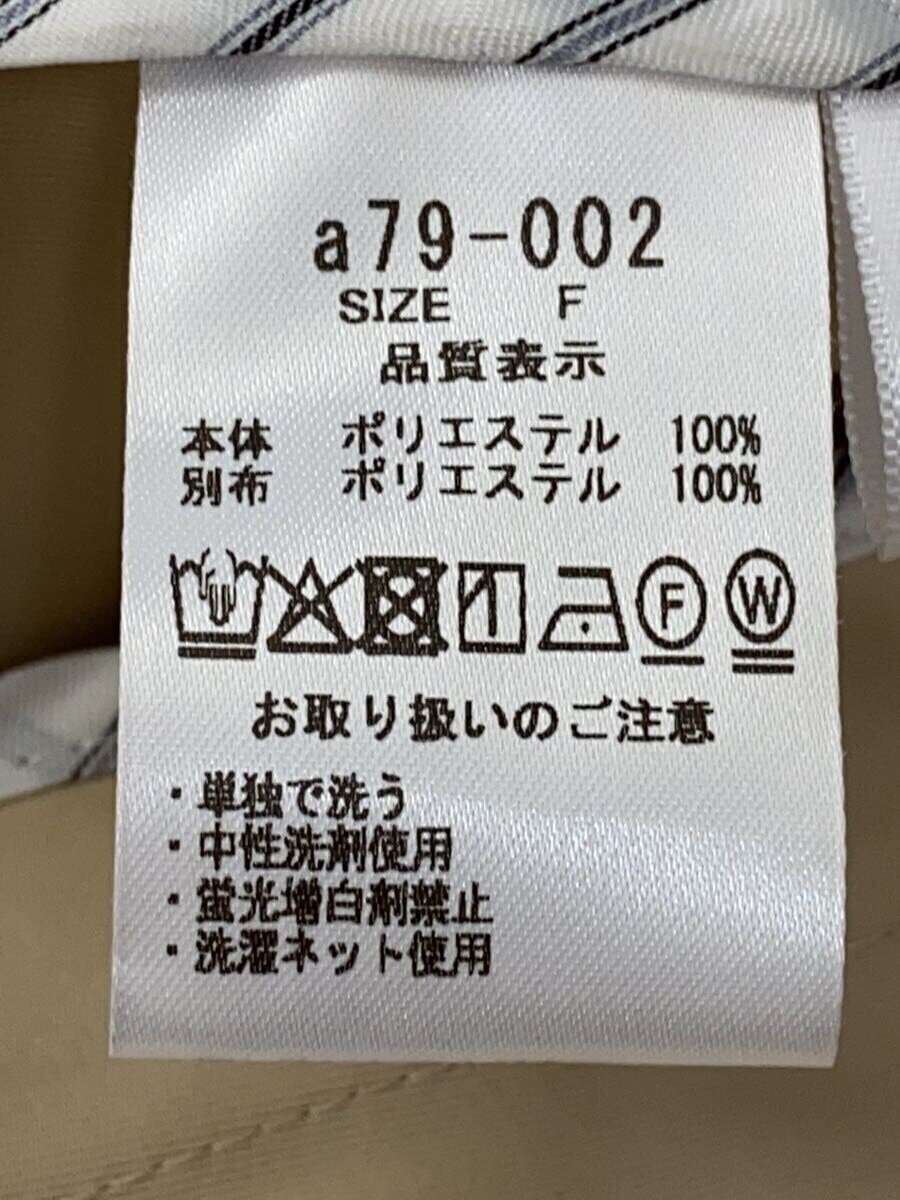 a79-002
SIZE F
品質表示
本体 ポリエステル 100%
別布 ポリエステル 100%
F W
お取り扱いのご注意
・単独で洗う
・中性洗剤使用
・蛍光増白剤禁止
・洗濯ネット使用